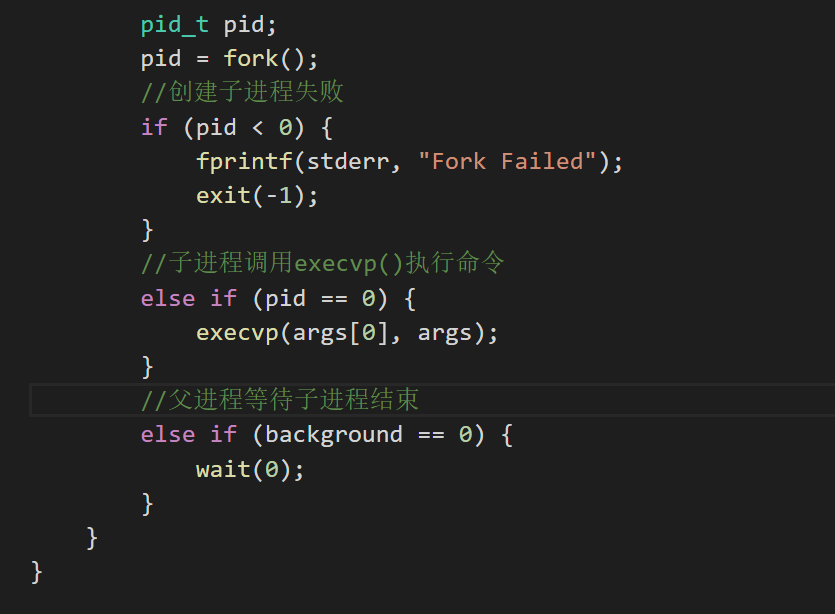 pid_t pid;
pid = fork();
//创建子进程失败
if (pid < 0) {
fprintf(stderr, "Fork Failed");
exit(-1);
}
//子进程调用execvp()执行命令
else if (pid == 0) {
execvp(args[0], args);
}
//父进程等待子进程结束
else if (background == 0) {
wait(0);
}
}
}